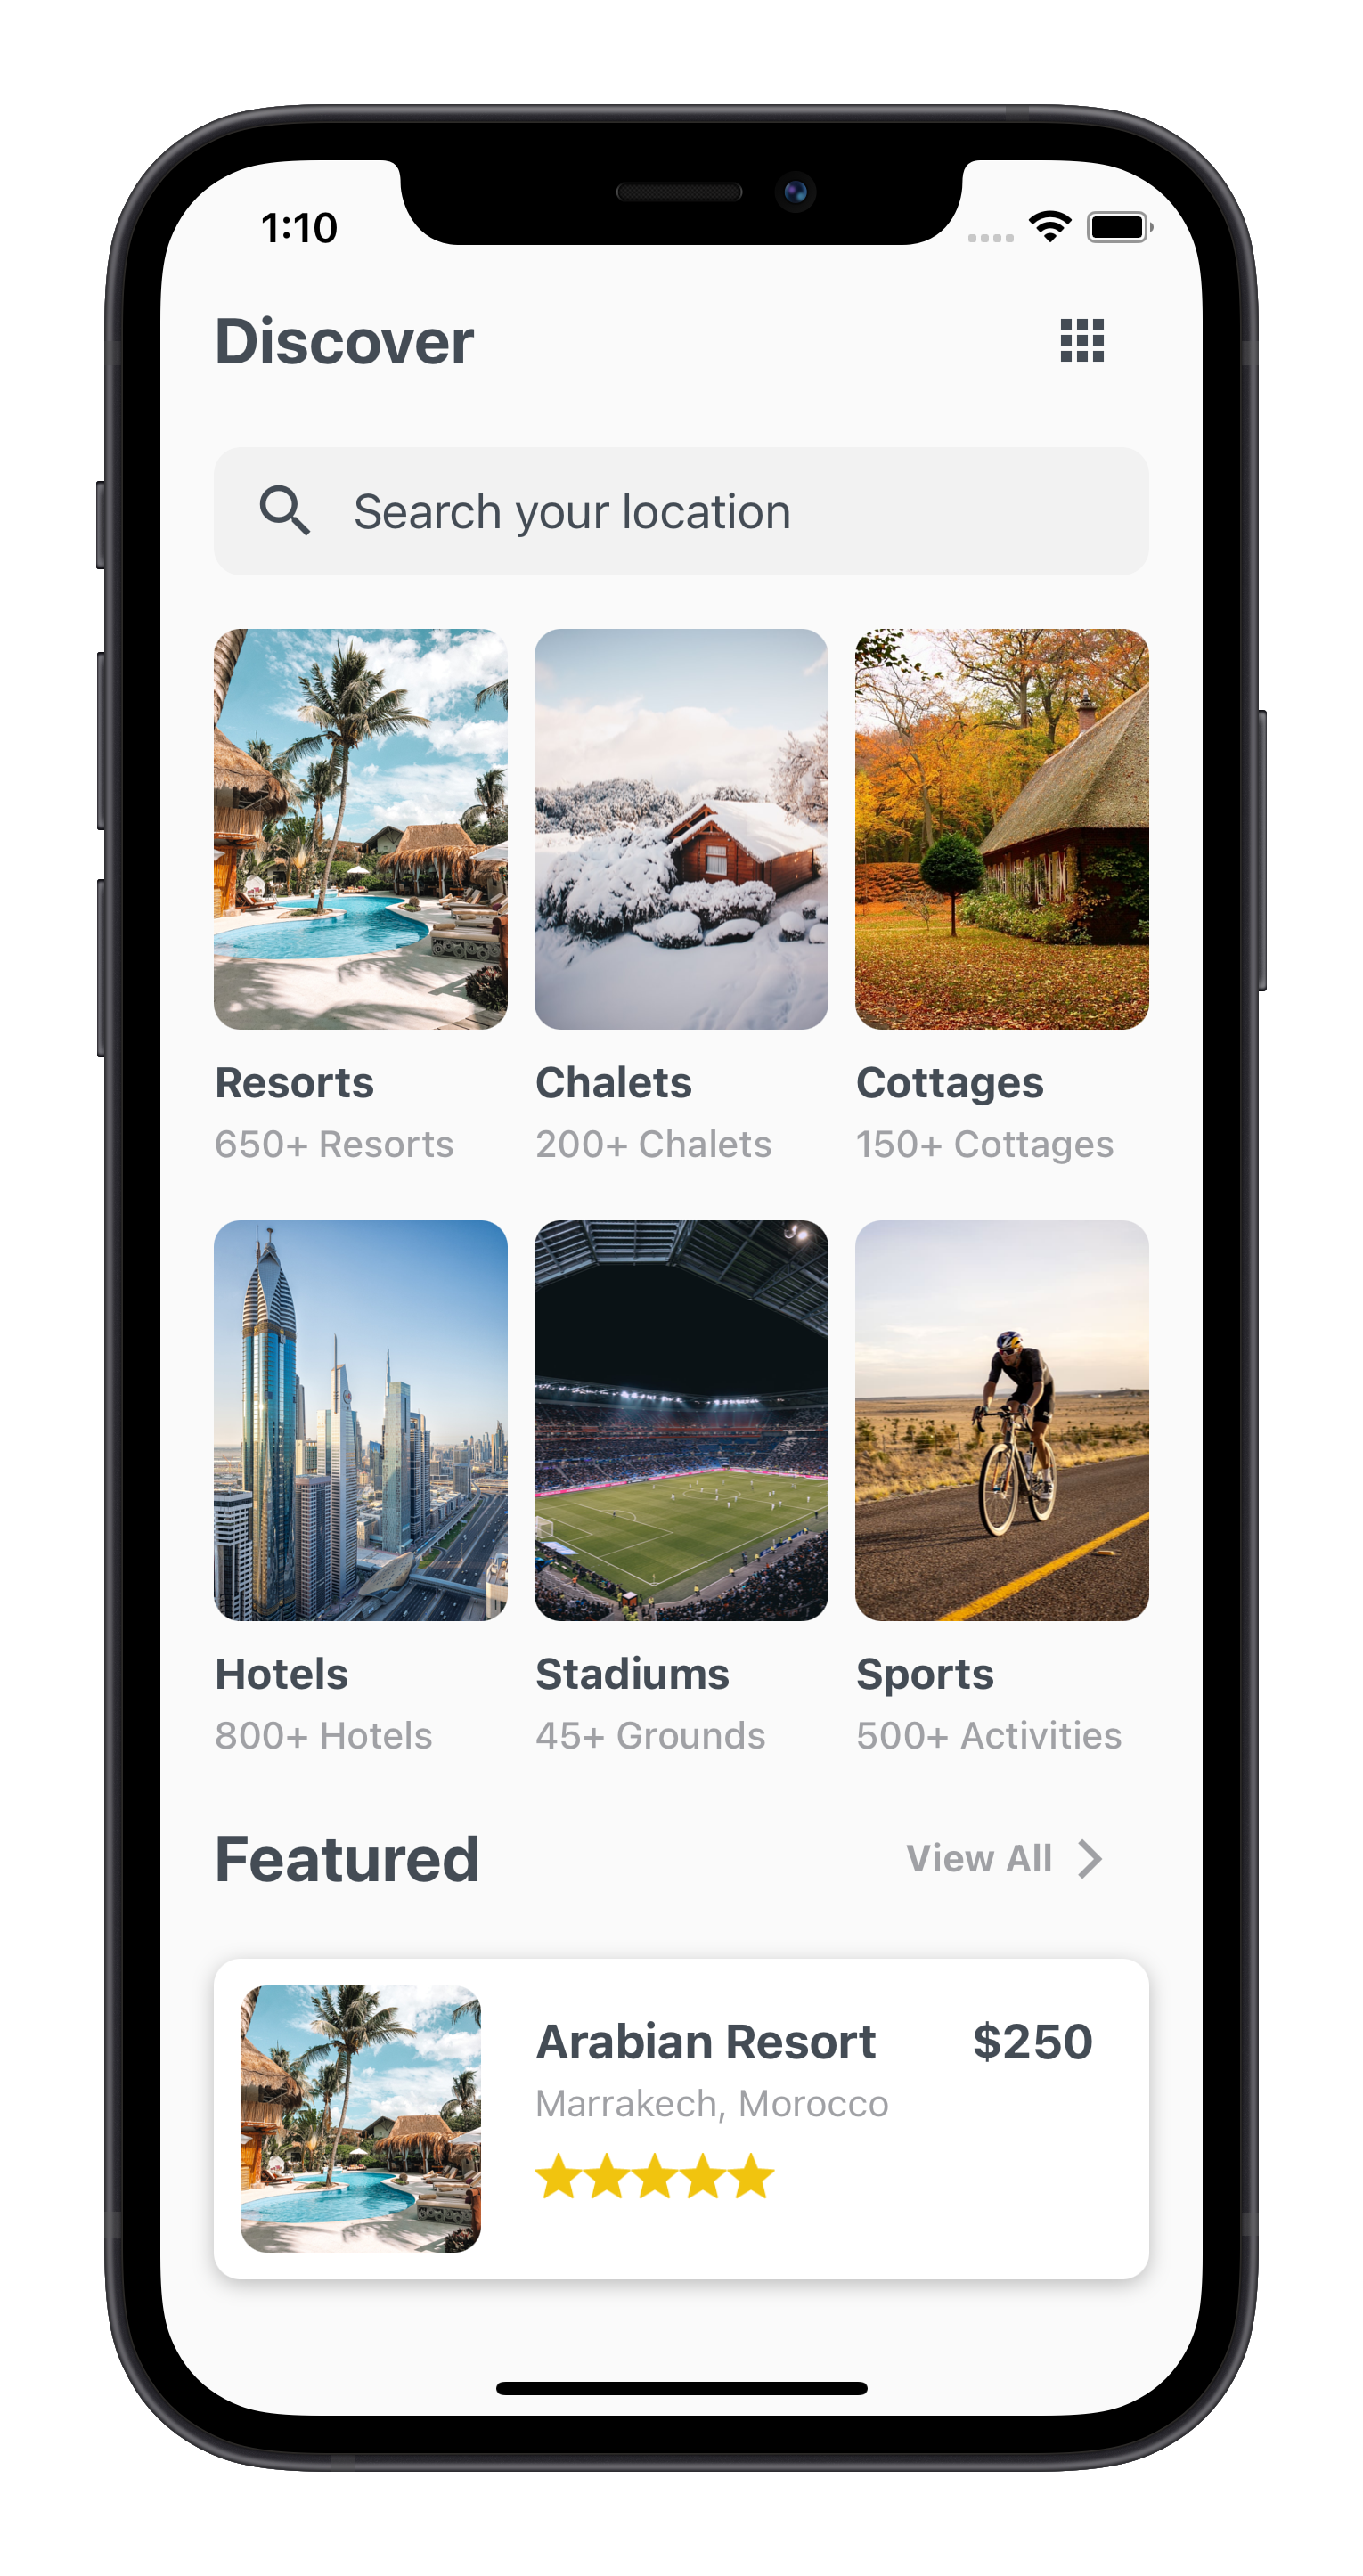 1:10
Discover
Search your location
Resorts
650+ Resorts
Chalets
200+ Chalets
Cottages
150+ Cottages
Hotels
800+ Hotels
Stadiums
45+ Grounds
Sports
500+ Activities
Featured
View All
Arabian Resort
$250
Marrakech, Morocco